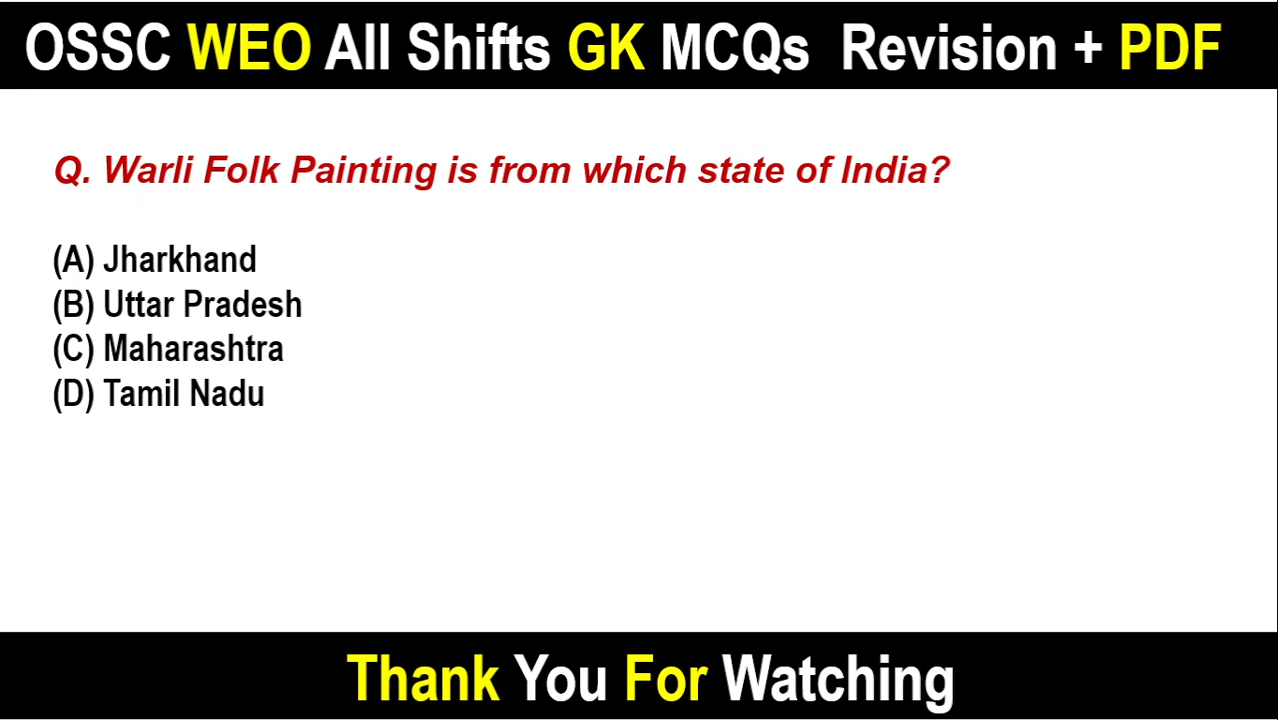 OSSC WEO All Shifts GK MCQs Revision + PDF
Q. Warli Folk Painting is from which state of India?
(A) Jharkhand
(B) Uttar Pradesh
(C) Maharashtra
(D) Tamil Nadu
Thank You For Watching